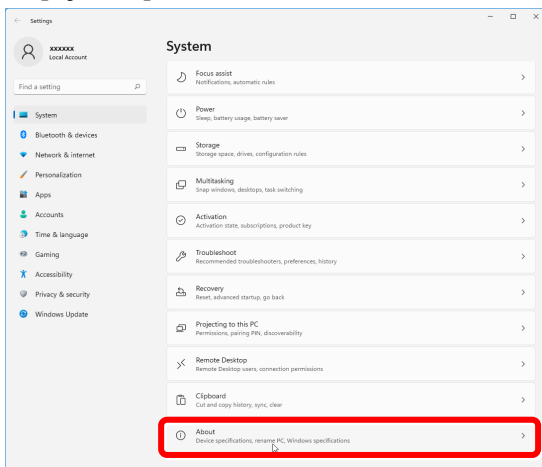 Settings
xxxxxx
Local Account
Find a setting
System
Bluetooth & devices
Network & internet
Personalization
Apps
Accounts
Time & language
Gaming
Accessibility
Privacy & security
Windows Update
System
Focus assist
Notifications, automatic rules
Power
Sleep, battery usage, battery saver
Storage
Storage space, drives, configuration rules
Multitasking
Snap windows, desktops, task switching
Activation
Activation state, subscriptions, product key
Troubleshoot
Recommended troubleshooters, preferences, history
Recovery
Reset, advanced startup, go back
Projecting to this PC
Permissions, pairing PIN, discoverability
Remote Desktop
Remote Desktop users, connection permissions
Clipboard
Cut and copy history, sync, clear
About
Device specifications, rename PC, Windows specifications